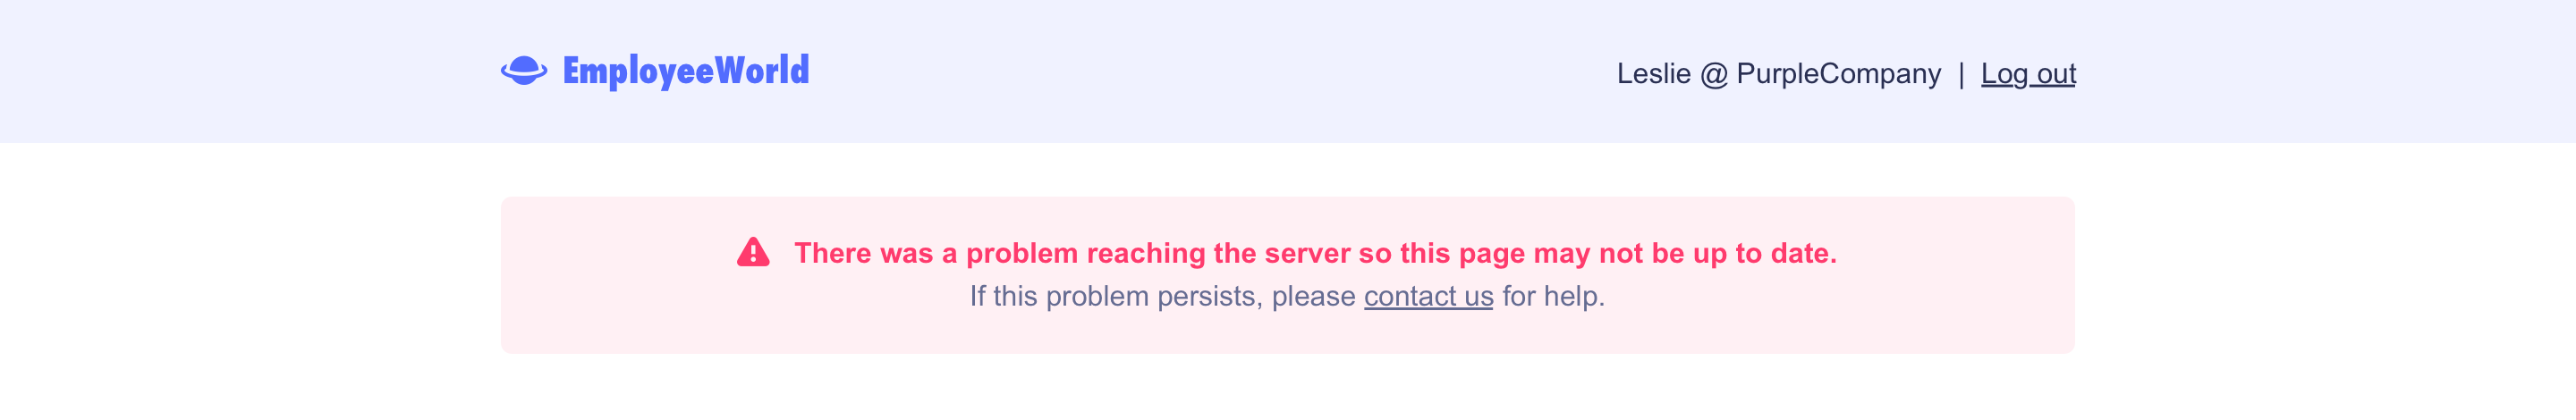 EmployeeWorld
Leslie @ PurpleCompany | Log out
There was a problem reaching the server so this page may not be up to date.
If this problem persists, please contact us for help.